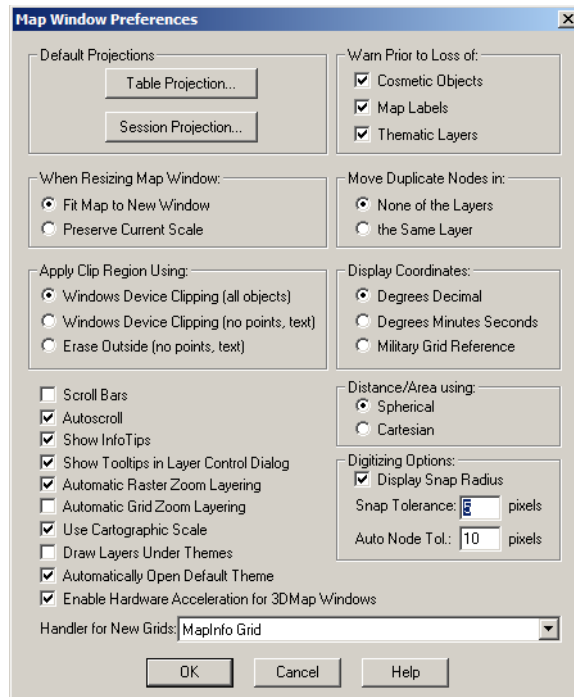 Map Window Preferences
Default Projections
Table Projection...
Session Projection...
Warn Prior to Loss of:
Cosmetic Objects
Map Labels
Thematic Layers
When Resizing Map Window:
Fit Map to New Window
Preserve Current Scale
Move Duplicate Nodes in:
None of the Layers
the Same Layer
Apply Clip Region Using:
Windows Device Clipping (all objects)
Windows Device Clipping (no points, text)
Erase Outside (no points, text)
Display Coordinates:
Degrees Decimal
Degrees Minutes Seconds
Military Grid Reference
Scroll Bars
Autoscroll
Show InfoTips
Show Tooltips in Layer Control Dialog
Automatic Raster Zoom Layering
Automatic Grid Zoom Layering
Use Cartographic Scale
Draw Layers Under Themes
Automatically Open Default Theme
Enable Hardware Acceleration for 3DMap Windows
Distance/Area using:
Spherical
Cartesian
Digitizing Options:
Display Snap Radius
Snap Tolerance: 5 pixels
Auto Node Tol.: 10 pixels
Handler for New Grids: MapInfo Grid
OK Cancel Help